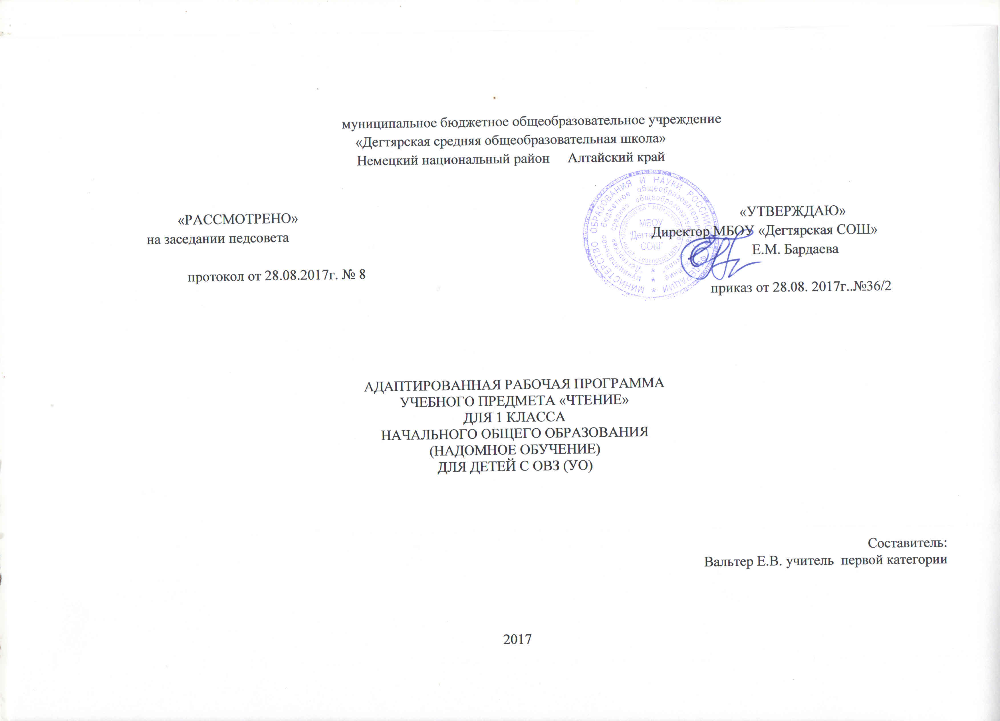 муниципальное бюджетное общеобразовательное учреждение
«Дегтярская средняя общеобразовательная школа»
Немецкий национальный район Алтайский край
«РАССМОТРЕНО»
на заседании педсовета
протокол от 28.08.2017г. № 8
«УТВЕРЖДАЮ»
Директор МБОУ «Дегтярская СОШ»
Е.М. Бардаева
приказ от 28.08. 2017г..№36/2
МИНИСТЕРСТВО ОБРАЗОВАНИЯ И НАУКИ РОССИЙСКОЙ ФЕДЕРАЦИИ
муниципальное бюджетное общеобразовательное учреждение
"Дегтярская средняя общеобразовательная школа"
МБОУ
"Дегтярская
СОШ"
АДАПТИРОВАННАЯ РАБОЧАЯ ПРОГРАММА
УЧЕБНОГО ПРЕДМЕТА «ЧТЕНИЕ»
ДЛЯ 1 КЛАССА
НАЧАЛЬНОГО ОБЩЕГО ОБРАЗОВАНИЯ
(НАДОМНОЕ ОБУЧЕНИЕ)
ДЛЯ ДЕТЕЙ С ОВЗ (УО)
Составитель:
Вальтер Е.В. учитель первой категории
2017